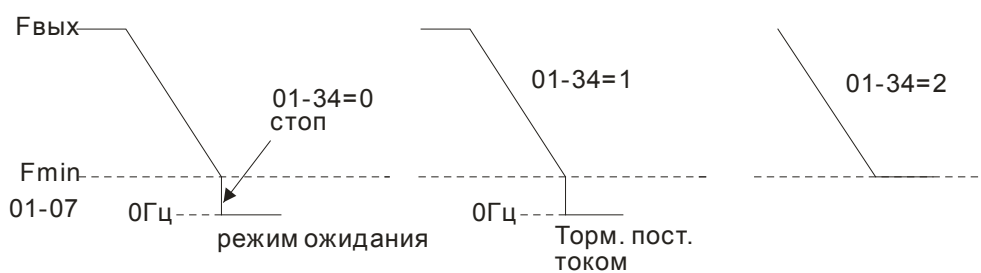 Fвых
01-34=0
стоп
01-34=1
01-34=2
Fmin
01-07
0Гц
режим ожидания
0Гц
Торм. пост.
током